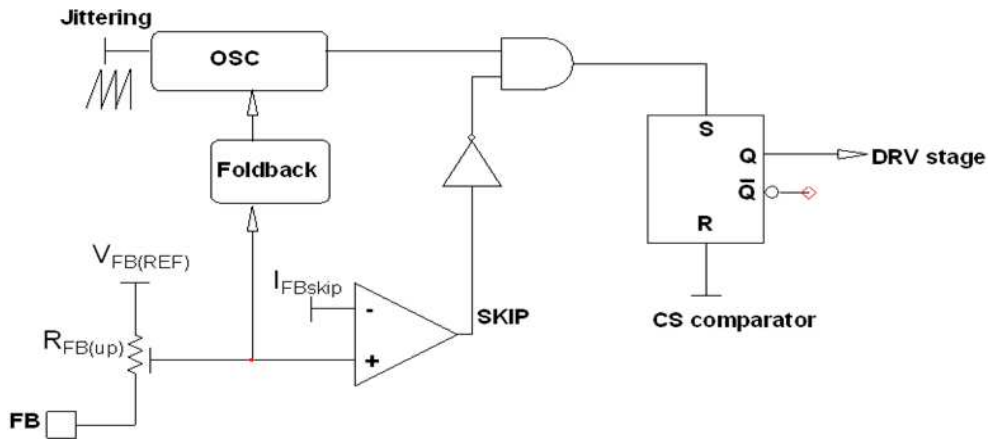 Jittering
OSC
Foldback
V_FB(REF)
R_FB(up)
FB
I_FBskip
-
+
SKIP
S
Q
Q̅
R
DRV stage
CS comparator